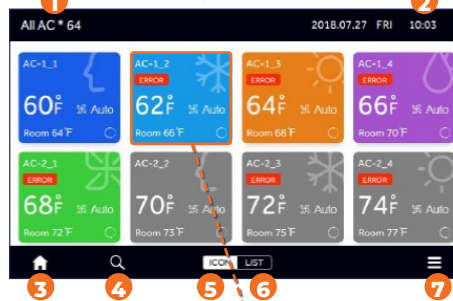 1 2
All AC * 64 2018.07.27 FRI 10:03
AC-1_1 AC-1_2 AC-1_3 AC-1_4
ERROR ERROR ERROR
60°F Auto 62°F Auto 64°F Auto 66°F Auto
Room 64°F Room 66°F Room 68°F Room 70°F
AC-2_1 AC-2_2 AC-2_3 AC-2_4
ERROR ERROR ERROR
68°F Auto 70°F Auto 72°F Auto 74°F Auto
Room 72°F Room 73°F Room 75°F Room 77°F
ICON LIST
3 4 5 6 7